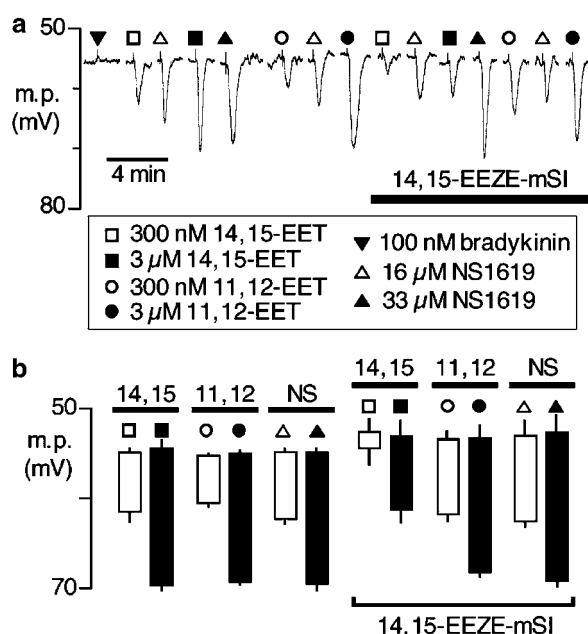 a
50
m.p.
(mV)
80
4 min
14,15-EEZE-mSI
□ 300 nM 14,15-EET
■ 3 µM 14,15-EET
○ 300 nM 11,12-EET
● 3 µM 11,12-EET
▼ 100 nM bradykinin
△ 16 µM NS1619
▲ 33 µM NS1619
b
50
m.p.
(mV)
70
14,15 11,12 NS
14,15 11,12 NS
14,15-EEZE-mSI